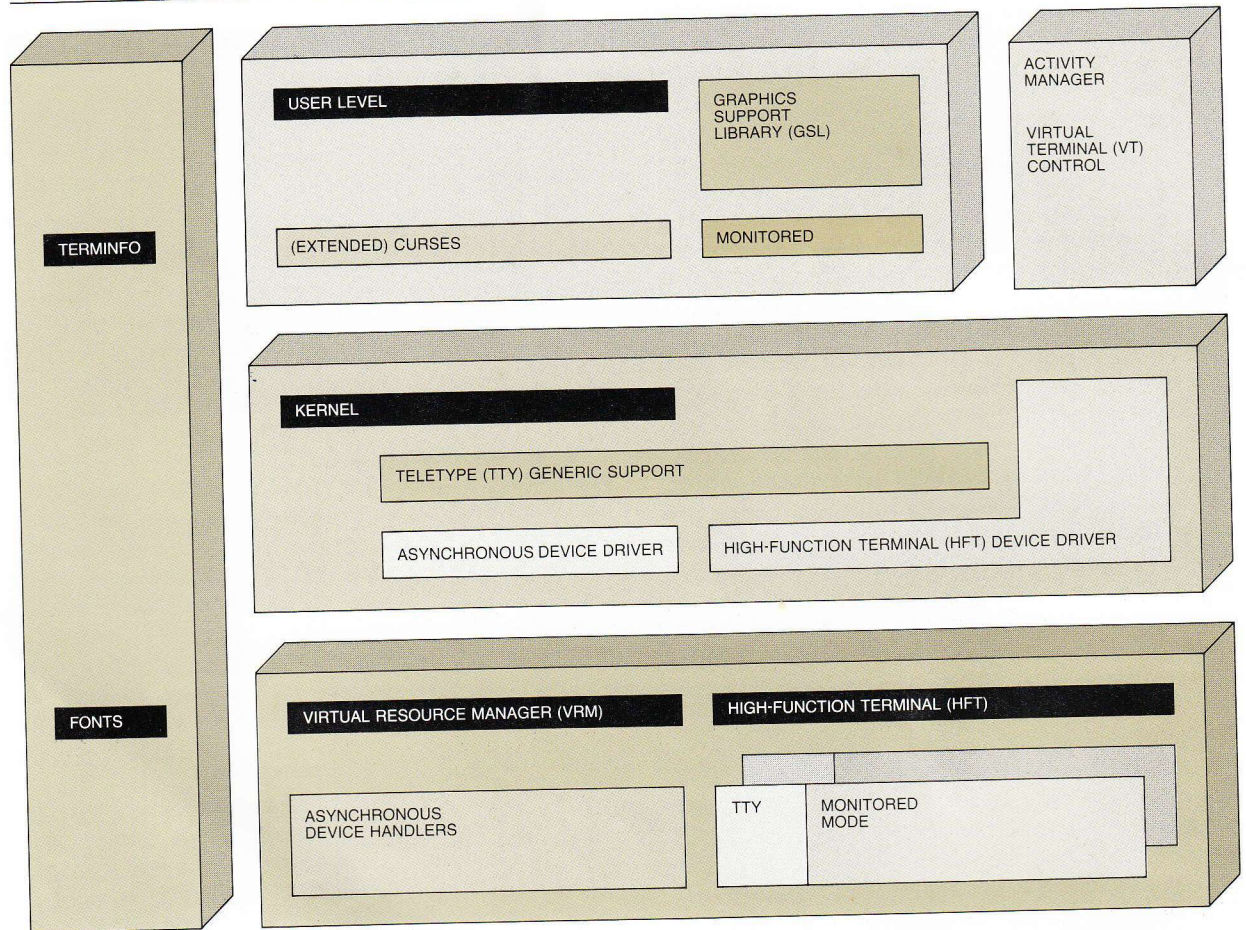 TERMINFO
FONTS
USER LEVEL
GRAPHICS
SUPPORT
LIBRARY (GSL)
(EXTENDED) CURSES
MONITORED
ACTIVITY
MANAGER
VIRTUAL
TERMINAL (VT)
CONTROL
KERNEL
TELETYPE (TTY) GENERIC SUPPORT
ASYNCHRONOUS DEVICE DRIVER
HIGH-FUNCTION TERMINAL (HFT) DEVICE DRIVER
VIRTUAL RESOURCE MANAGER (VRM)
HIGH-FUNCTION TERMINAL (HFT)
ASYNCHRONOUS
DEVICE HANDLERS
TTY
MONITORED
MODE